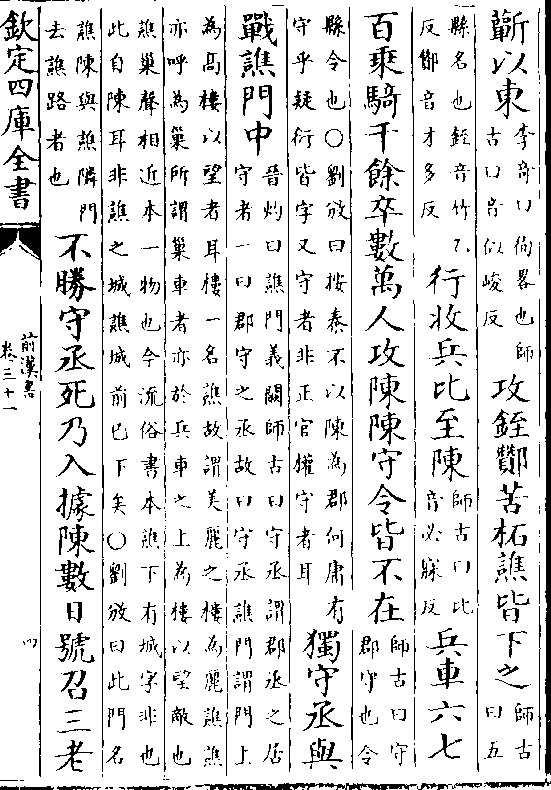 蘄以東李奇曰徇畧也師古曰音似峻反攻銍酇苦柘譙皆下之師古曰五
縣名也銍音竹乙反酇音才多反行收兵比至陳師古曰比音必寐反兵車六七
百乘騎千餘卒數萬人攻陳陳守令皆不在師古曰守郡守也令
縣令也○劉攽曰按秦不以陳為郡何庸有守乎疑衍皆字又守者非正官權守者耳獨守丞與
戰譙門中晉灼曰譙門義闕師古曰守丞謂郡丞之居守者一曰郡守之丞故曰守丞譙門謂門上
為高樓以望者耳樓一名譙故謂美麗之樓為麗譙譙亦呼為巢所謂巢車者亦於兵車之上為樓以望敵也
譙巢聲相近本一物也今流俗書本譙下有城字非也此自陳耳非譙之城譙城前已下矣○劉攽曰此門名
譙陳與譙隣門去譙路者也不勝守丞死乃入據陳數日號召三老
欽定四庫全書
前漢書
卷三十一
四